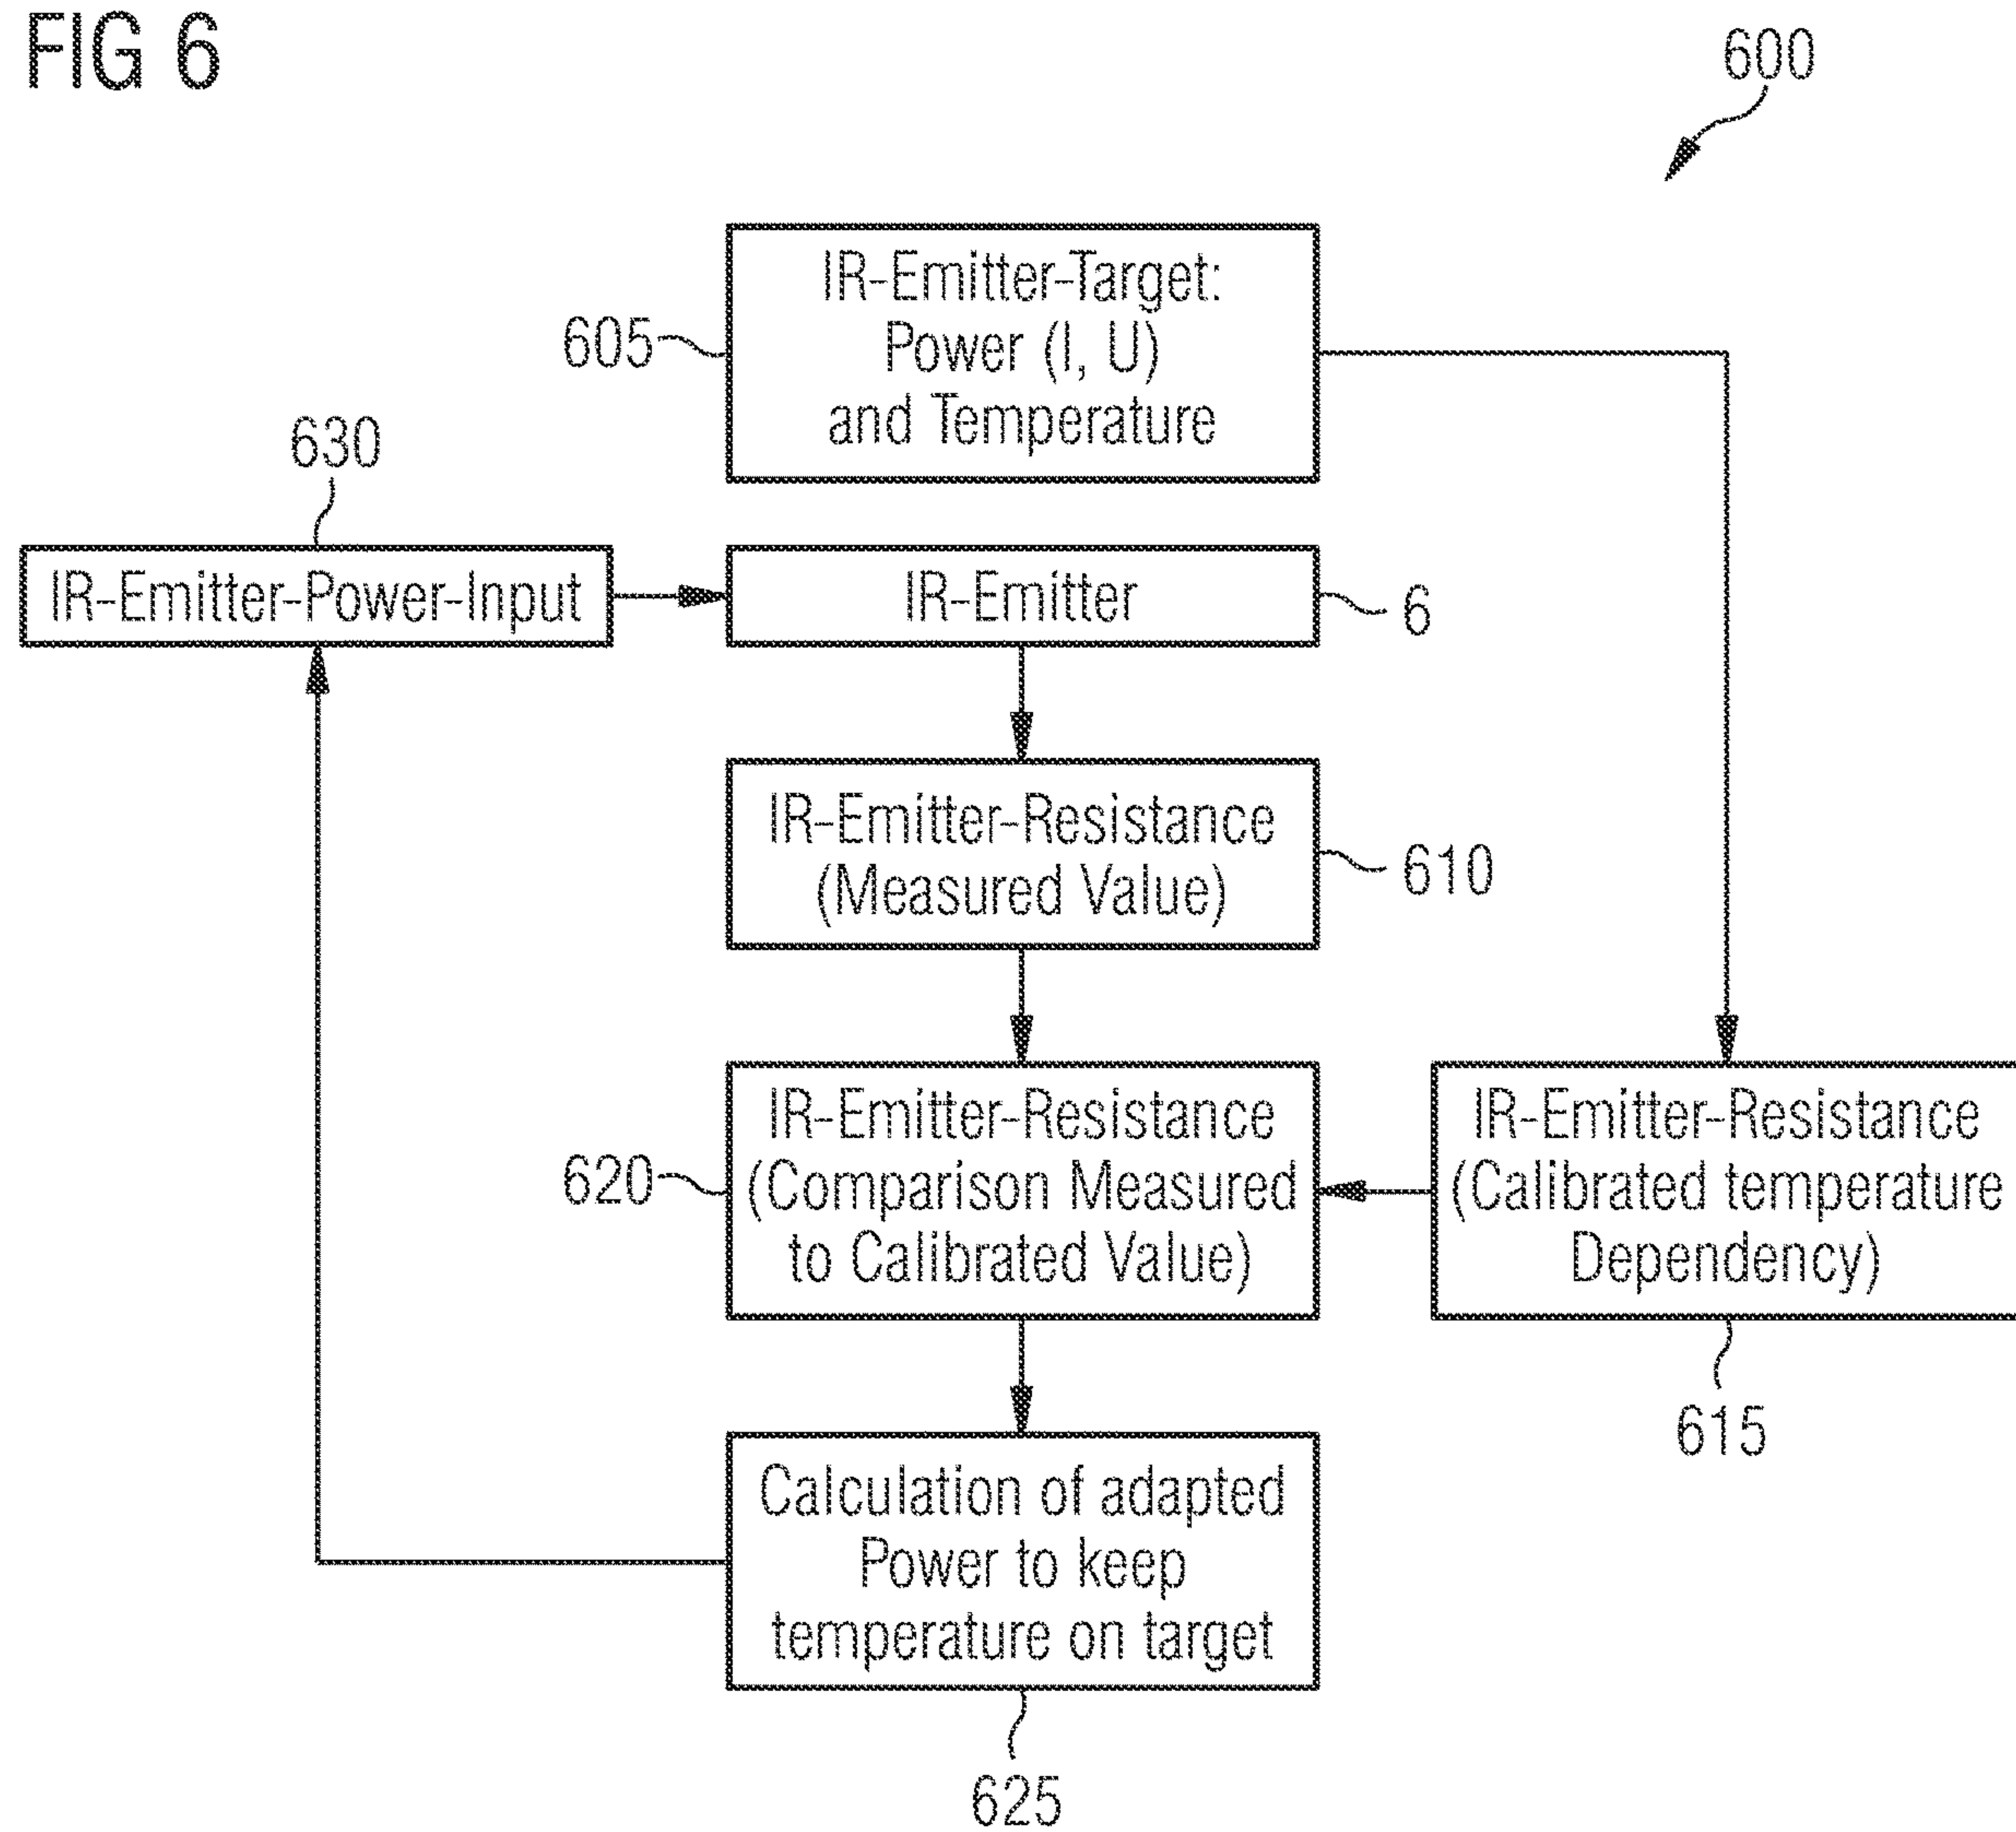 FIG 6
600
IR-Emitter-Target:
Power (I, U)
and Temperature
605
630
IR-Emitter-Power-Input
IR-Emitter
6
IR-Emitter-Resistance
(Measured Value)
610
IR-Emitter-Resistance
(Comparison Measured
to Calibrated Value)
620
IR-Emitter-Resistance
(Calibrated temperature
Dependency)
615
Calculation of adapted
Power to keep
temperature on target
625